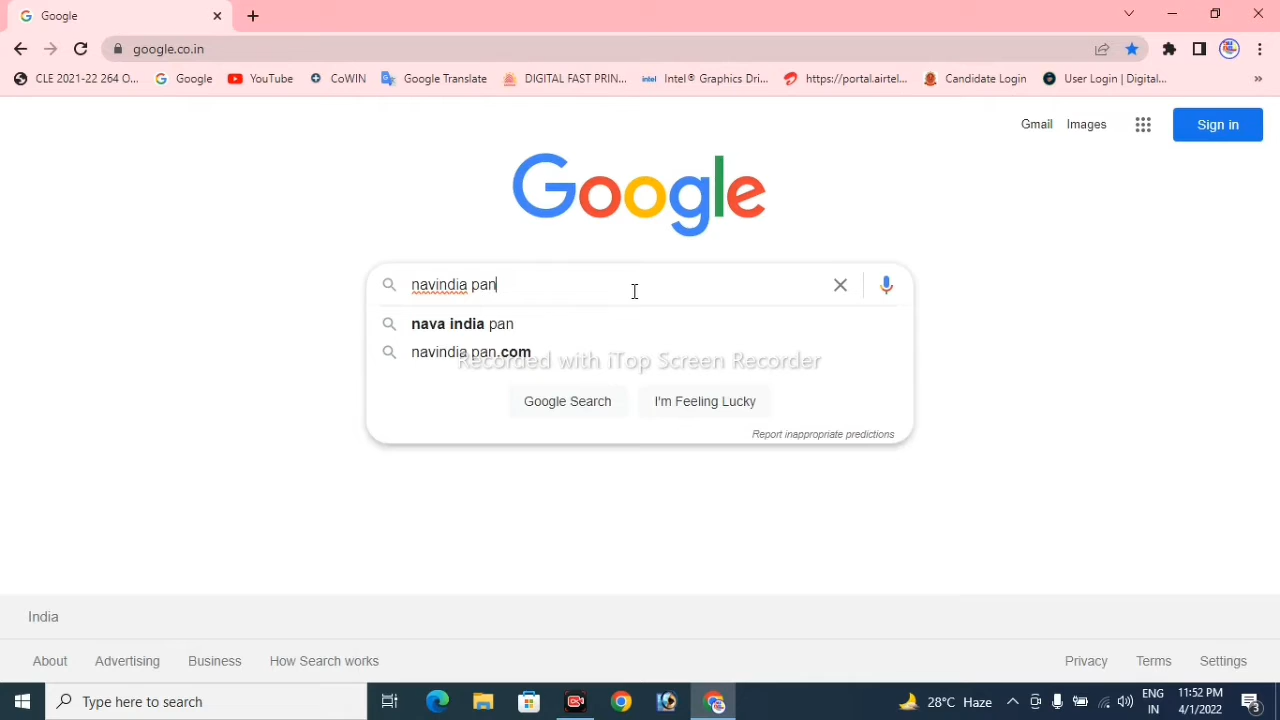 Google
google.co.in
CLE 2021-22 264 O...
Google
YouTube
CoWIN
Google Translate
DIGITAL FAST PRIN...
intel
Intel® Graphics Dri...
https://portal.airtel...
Candidate Login
User Login | Digital...
»
Gmail
Images
Sign in
Google
navindia pan
nava india pan
navindia pan.com
Recorded with iTop Screen Recorder
Google Search
I'm Feeling Lucky
Report inappropriate predictions
India
About
Advertising
Business
How Search works
Privacy
Terms
Settings
Type here to search
28°C Haze
ENG
IN
11:52 PM
4/1/2022
3